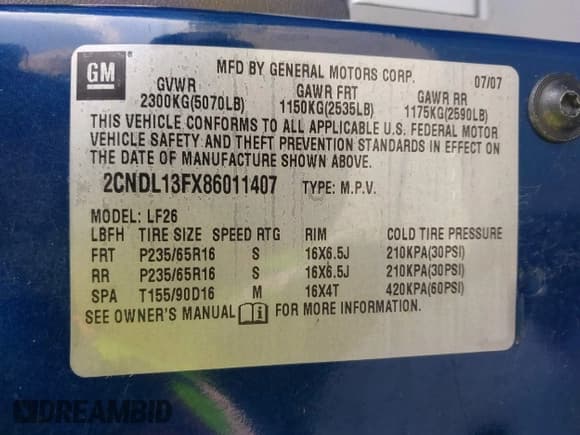 GM
MFD BY GENERAL MOTORS CORP. 07/07
GVWR GAWR FRT GAWR RR
2300KG(5070LB) 1150KG(2535LB) 1175KG(2590LB)
THIS VEHICLE CONFORMS TO ALL APPLICABLE U.S. FEDERAL MOTOR
VEHICLE SAFETY AND THEFT PREVENTION STANDARDS IN EFFECT ON
THE DATE OF MANUFACTURE SHOWN ABOVE.
2CNDL13FX86011407 TYPE: M.P.V.
MODEL: LF26
LBFH TIRE SIZE SPEED RTG RIM COLD TIRE PRESSURE
FRT P235/65R16 S 16X6.5J 210KPA(30PSI)
RR P235/65R16 S 16X6.5J 210KPA(30PSI)
SPA T155/90D16 M 16X4T 420KPA(60PSI)
SEE OWNER'S MANUAL i FOR MORE INFORMATION.
DREAMBID